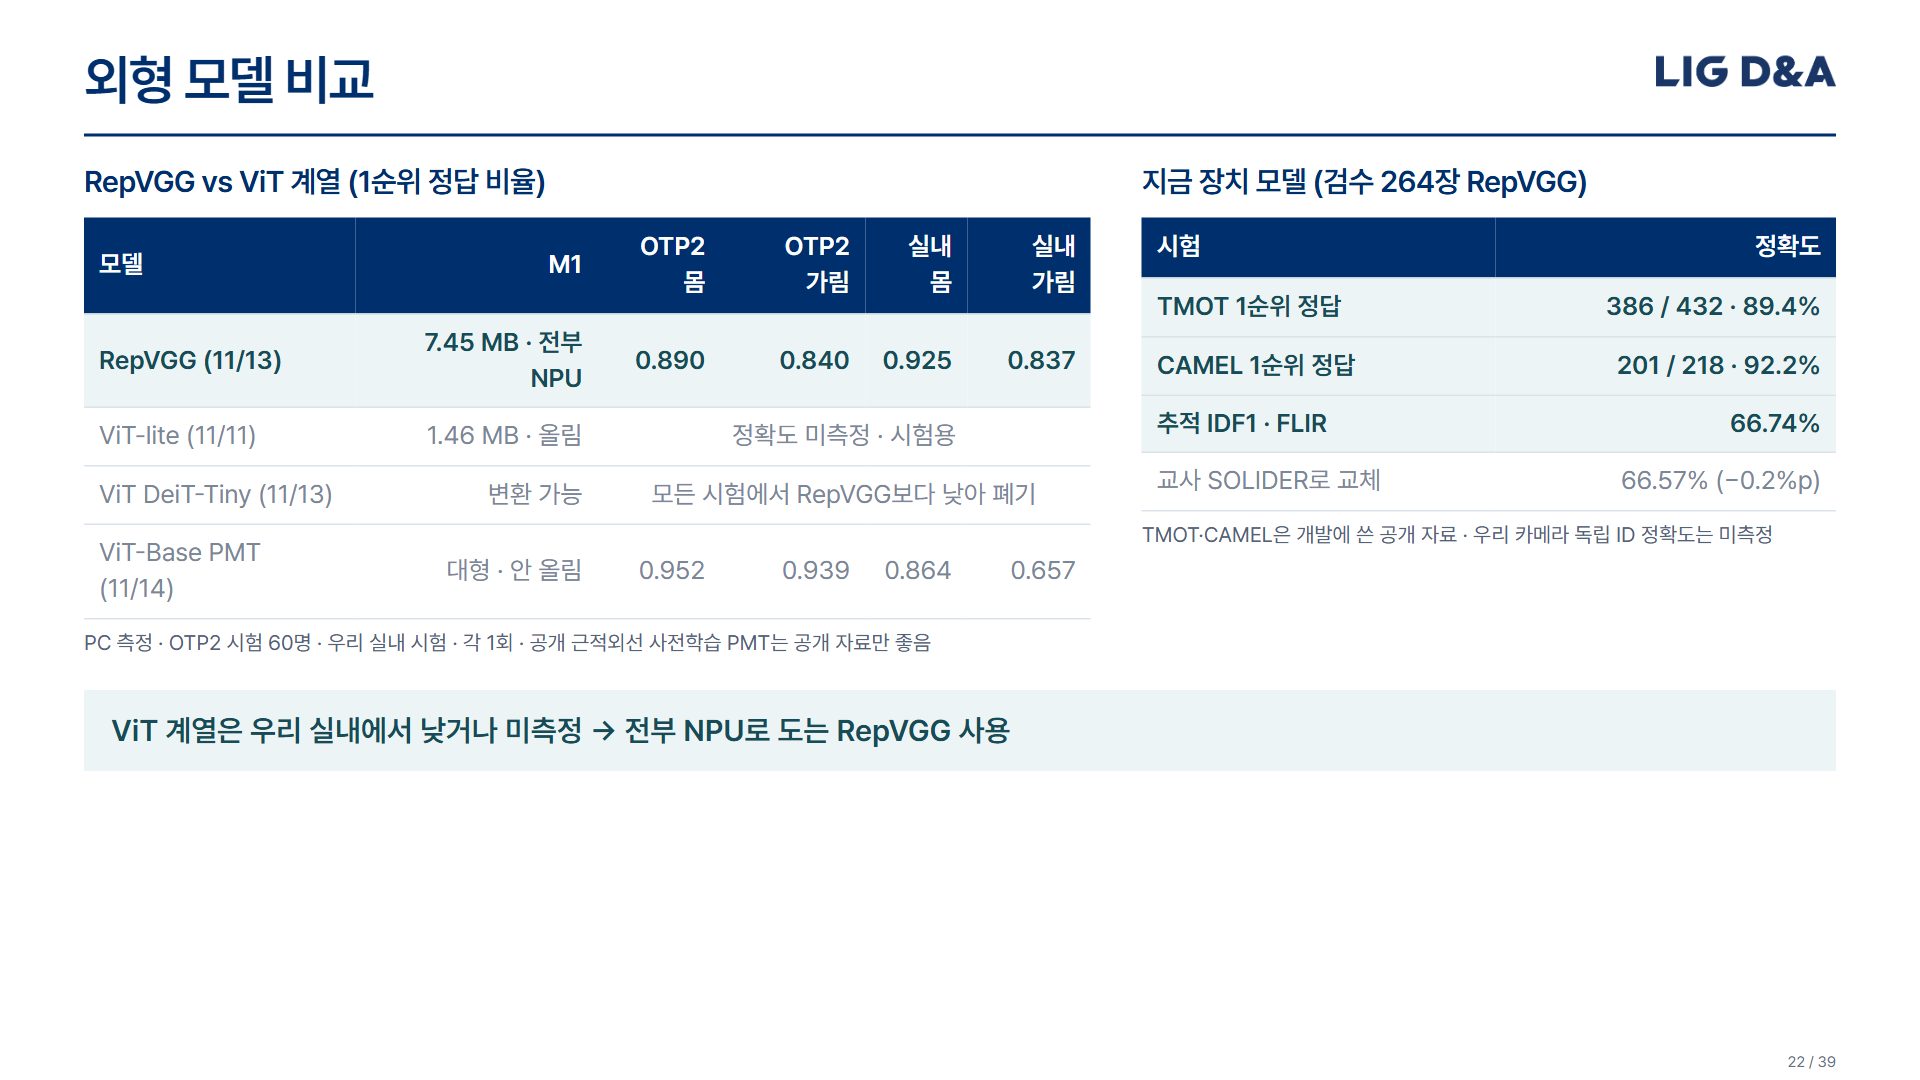 외형 모델 비교
LIG D&A
RepVGG vs ViT 계열 (1순위 정답 비율)
모델 M1 OTP2 몸 OTP2 가림 실내 몸 실내 가림
RepVGG (11/13) 7.45 MB · 전부 NPU 0.890 0.840 0.925 0.837
ViT-lite (11/11) 1.46 MB · 올림 정확도 미측정 · 시험용
ViT DeiT-Tiny (11/13) 변환 가능 모든 시험에서 RepVGG보다 낮아 폐기
ViT-Base PMT (11/14) 대형 · 안 올림 0.952 0.939 0.864 0.657
PC 측정 · OTP2 시험 60명 · 우리 실내 시험 · 각 1회 · 공개 근적외선 사전학습 PMT는 공개 자료만 좋음
지금 장치 모델 (검수 264장 RepVGG)
시험 정확도
TMOT 1순위 정답 386 / 432 · 89.4%
CAMEL 1순위 정답 201 / 218 · 92.2%
추적 IDF1 · FLIR 66.74%
교사 SOLIDER로 교체 66.57% (−0.2%p)
TMOT·CAMEL은 개발에 쓴 공개 자료 · 우리 카메라 독립 ID 정확도는 미측정
ViT 계열은 우리 실내에서 낮거나 미측정 → 전부 NPU로 도는 RepVGG 사용
22 / 39